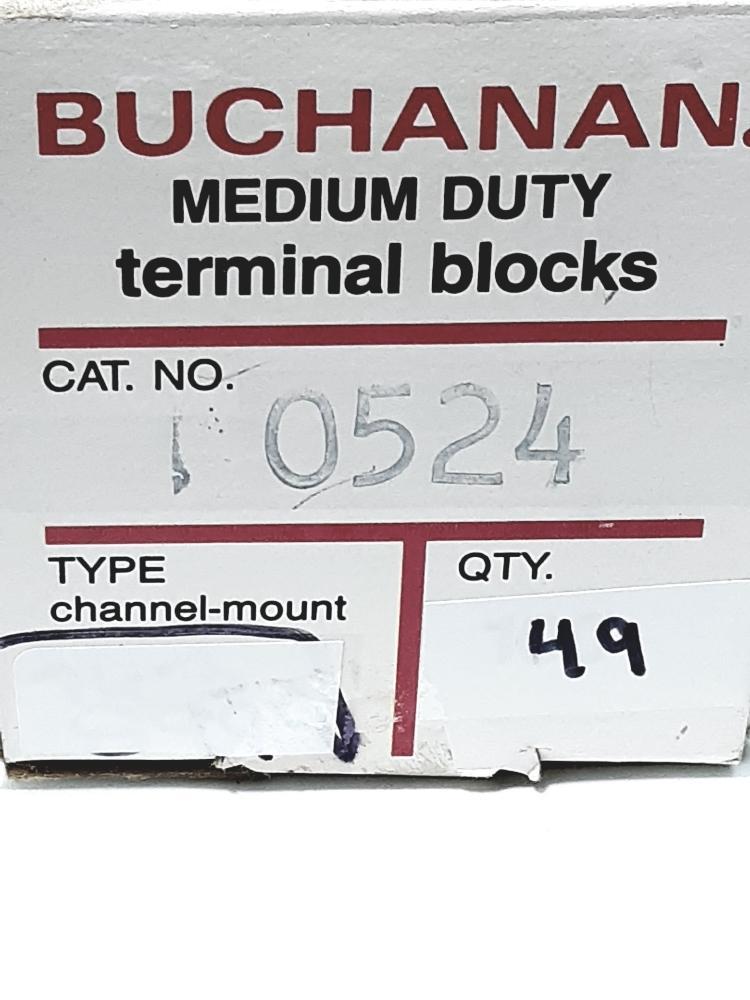 BUCHANAN
MEDIUM DUTY
terminal blocks
CAT. NO.
0524
TYPE
channel-mount
QTY.
49